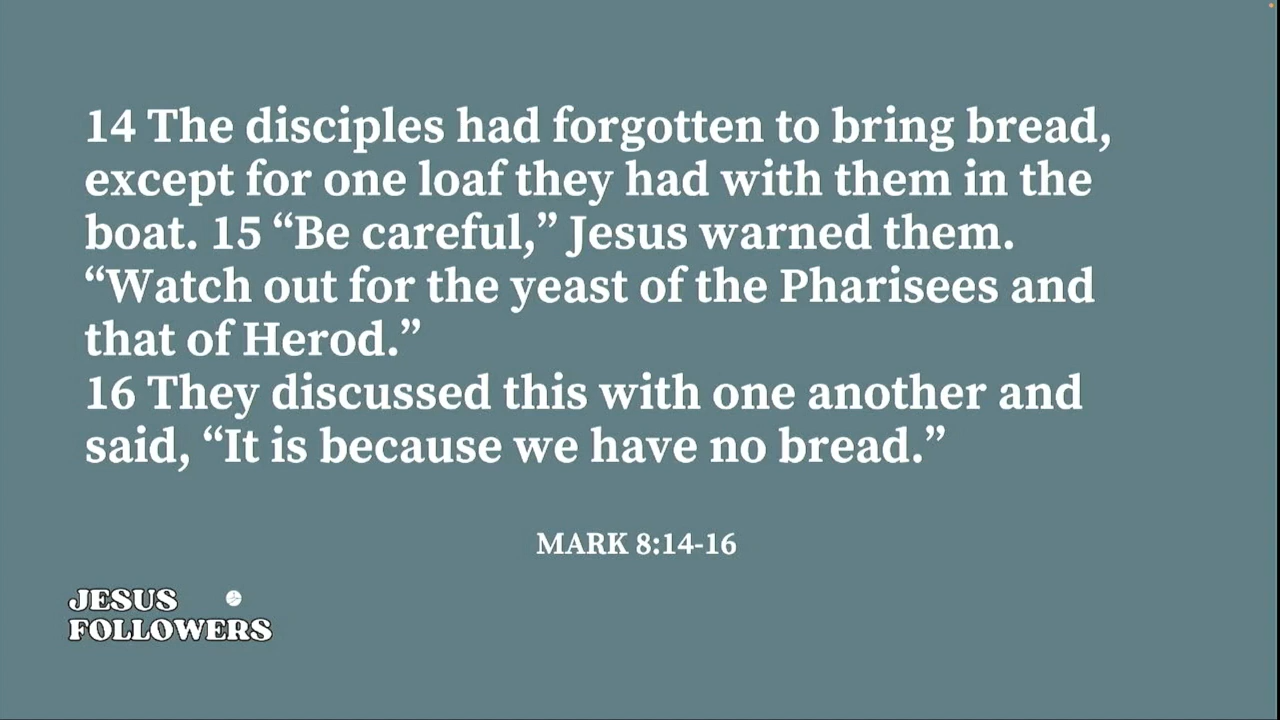 14 The disciples had forgotten to bring bread,
except for one loaf they had with them in the
boat. 15 “Be careful,” Jesus warned them.
“Watch out for the yeast of the Pharisees and
that of Herod.”
16 They discussed this with one another and
said, “It is because we have no bread.”
MARK 8:14-16
JESUS
FOLLOWERS